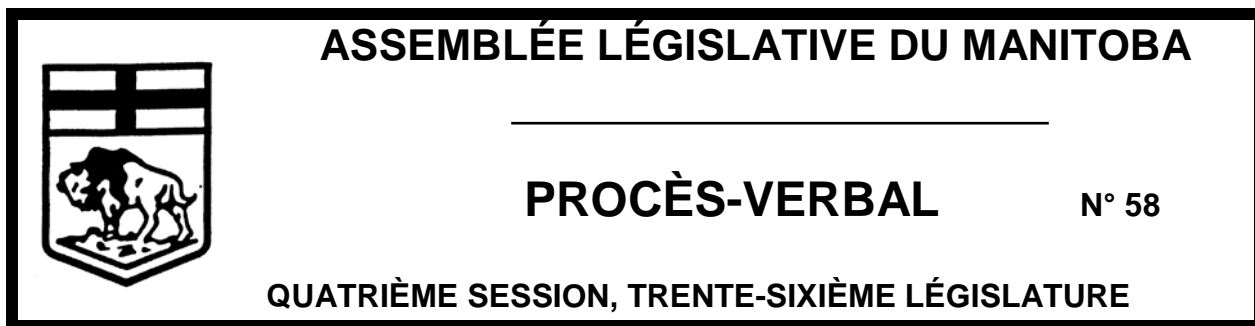 ASSEMBLÉE LÉGISLATIVE DU MANITOBA
PROCÈS-VERBAL N° 58
QUATRIÈME SESSION, TRENTE-SIXIÈME LÉGISLATURE